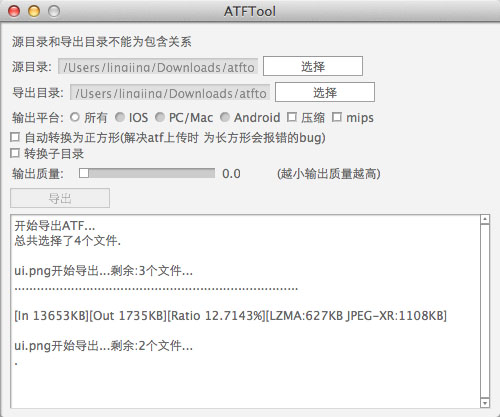 ATFTool
源目录和导出目录不能为包含关系
源目录: /Users/lingjing/Downloads/atfto 选择
导出目录: /Users/lingjing/Downloads/atfto 选择
输出平台: 所有 IOS PC/Mac Android 压缩 mips
自动转换为正方形(解决atf上传时 为长方形会报错的bug)
转换子目录
输出质量: 0.0 (越小输出质量越高)
导出
开始导出ATF...
总共选择了4个文件.
ui.png开始导出...剩余:3个文件...
..........................................................................
[In 13653KB][Out 1735KB][Ratio 12.7143%][LZMA:627KB JPEG-XR:1108KB]
ui.png开始导出...剩余:2个文件...
.